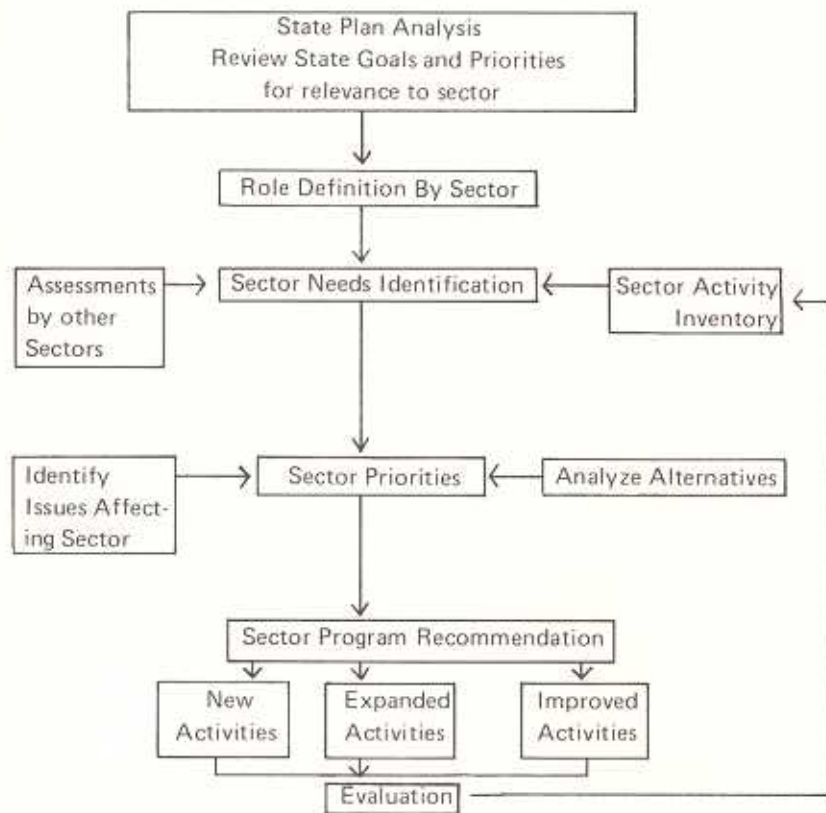 State Plan Analysis
Review State Goals and Priorities
for relevance to sector
Role Definition By Sector
Assessments
by other
Sectors
Sector Needs Identification
Sector Activity
Inventory
Identify
Issues Affect-
ing Sector
Sector Priorities
Analyze Alternatives
Sector Program Recommendation
New
Activities
Expanded
Activities
Improved
Activities
Evaluation